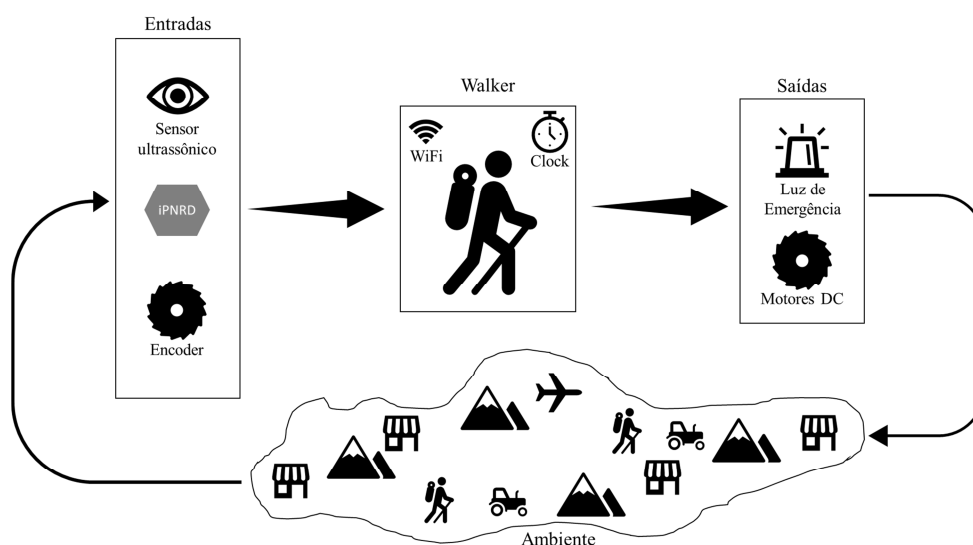 Entradas
Sensor
ultrassônico
iPNRD
Encoder
Walker
WiFi
Clock
Saídas
Luz de
Emergência
Motores DC
Ambiente